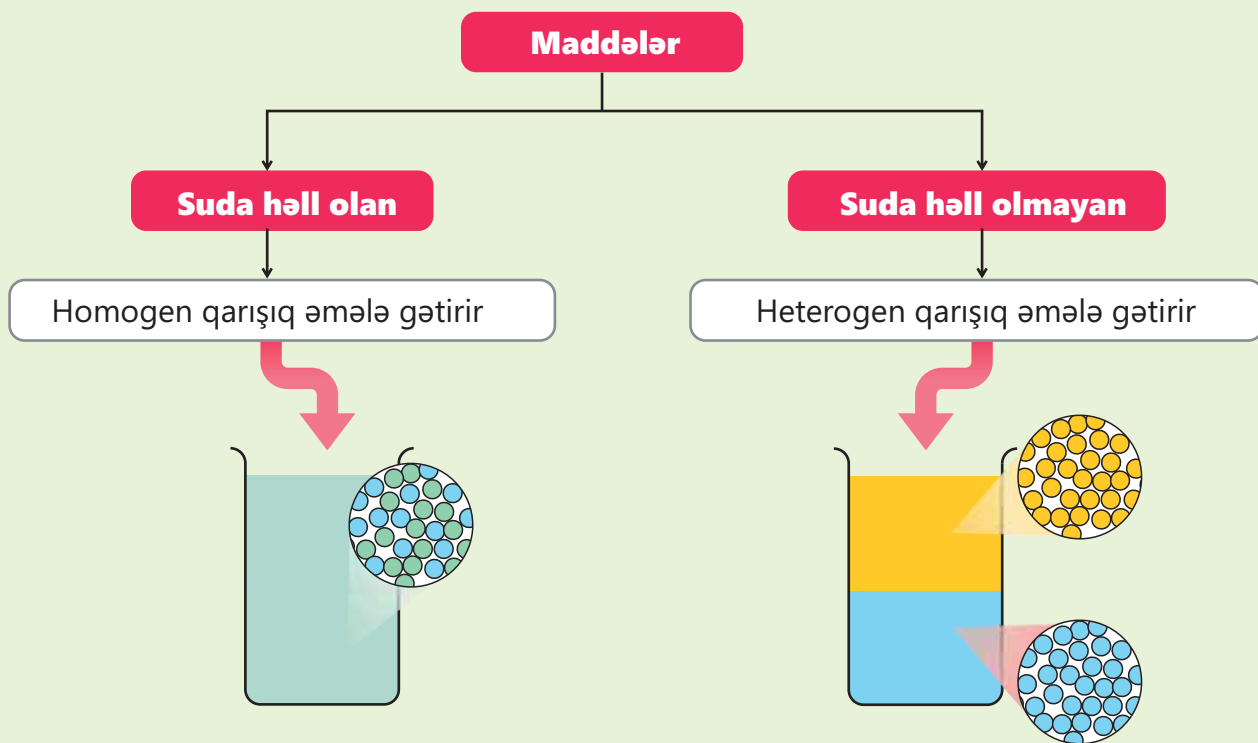 Maddələr
Suda həll olan
Suda həll olmayan
Homogen qarışıq əmələ gətirir
Heterogen qarışıq əmələ gətirir